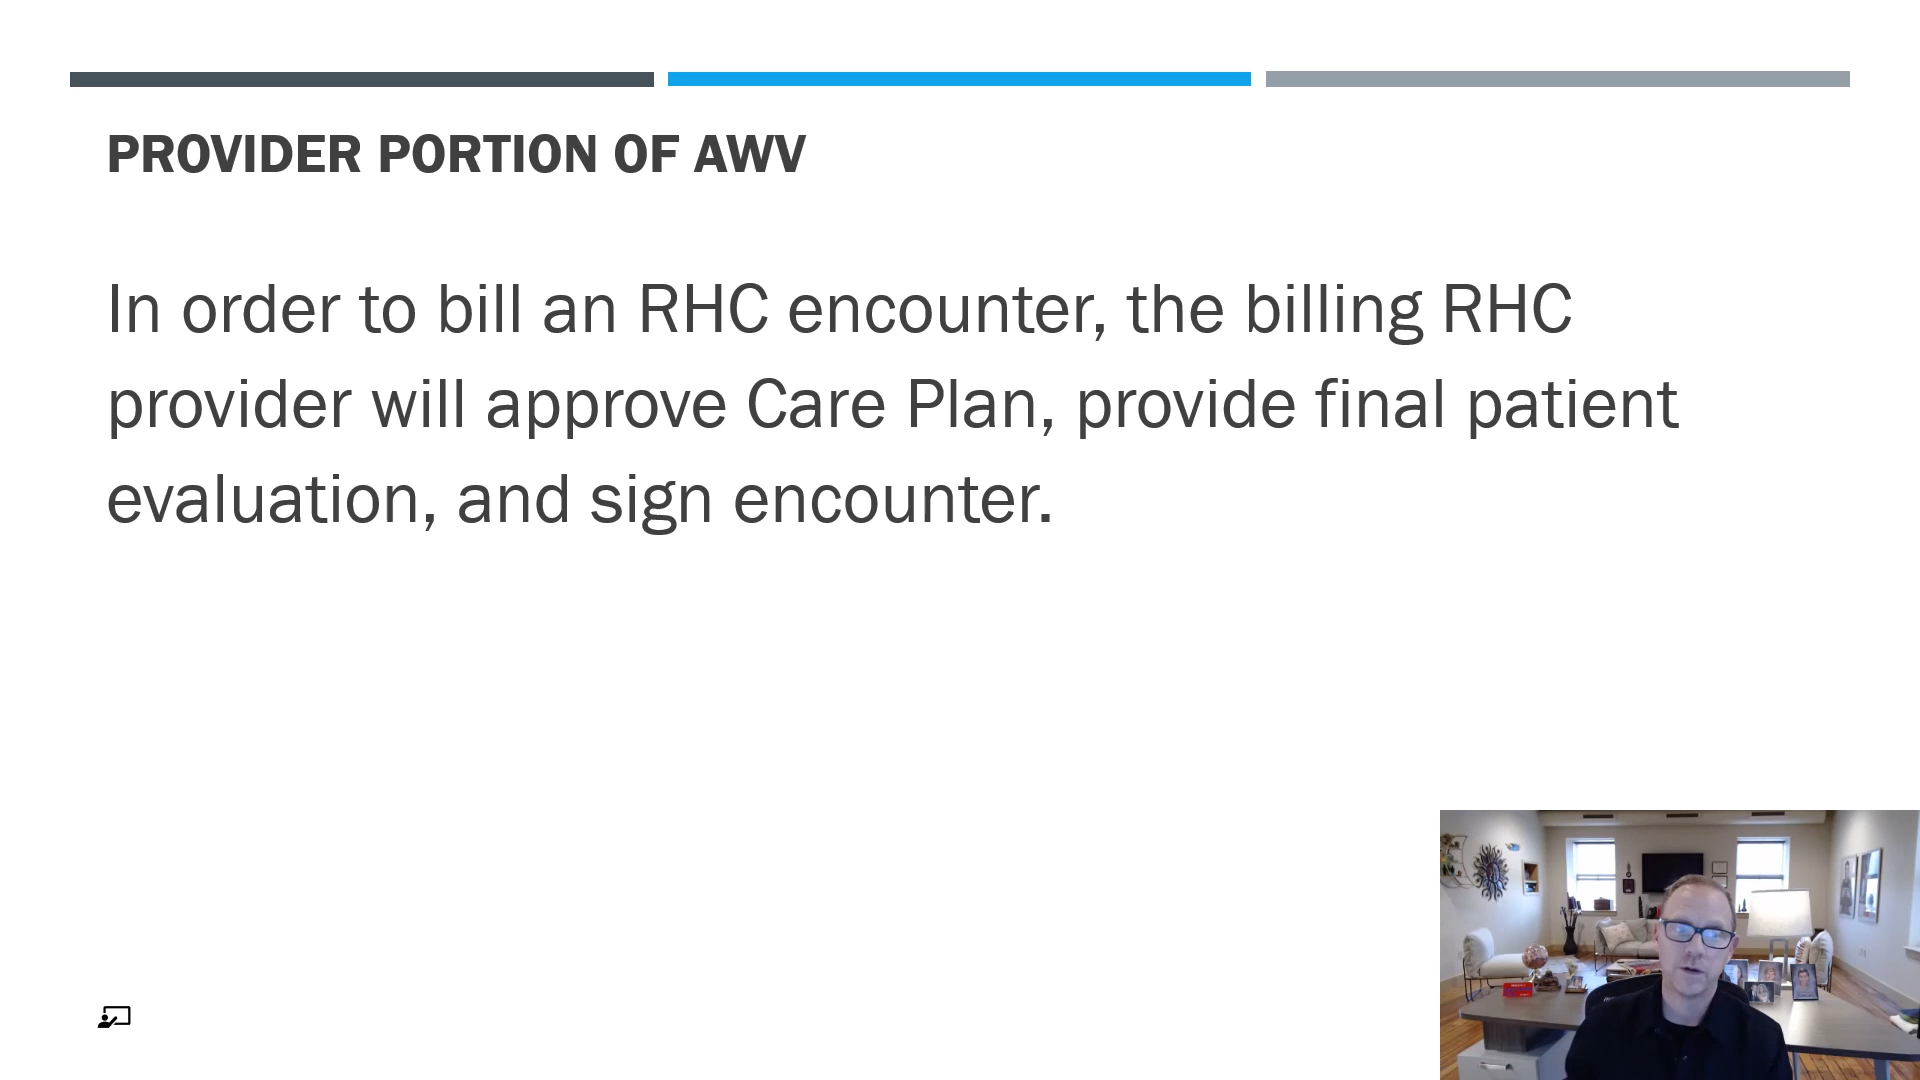 PROVIDER PORTION OF AWV
In order to bill an RHC encounter, the billing RHC
provider will approve Care Plan, provide final patient
evaluation, and sign encounter.